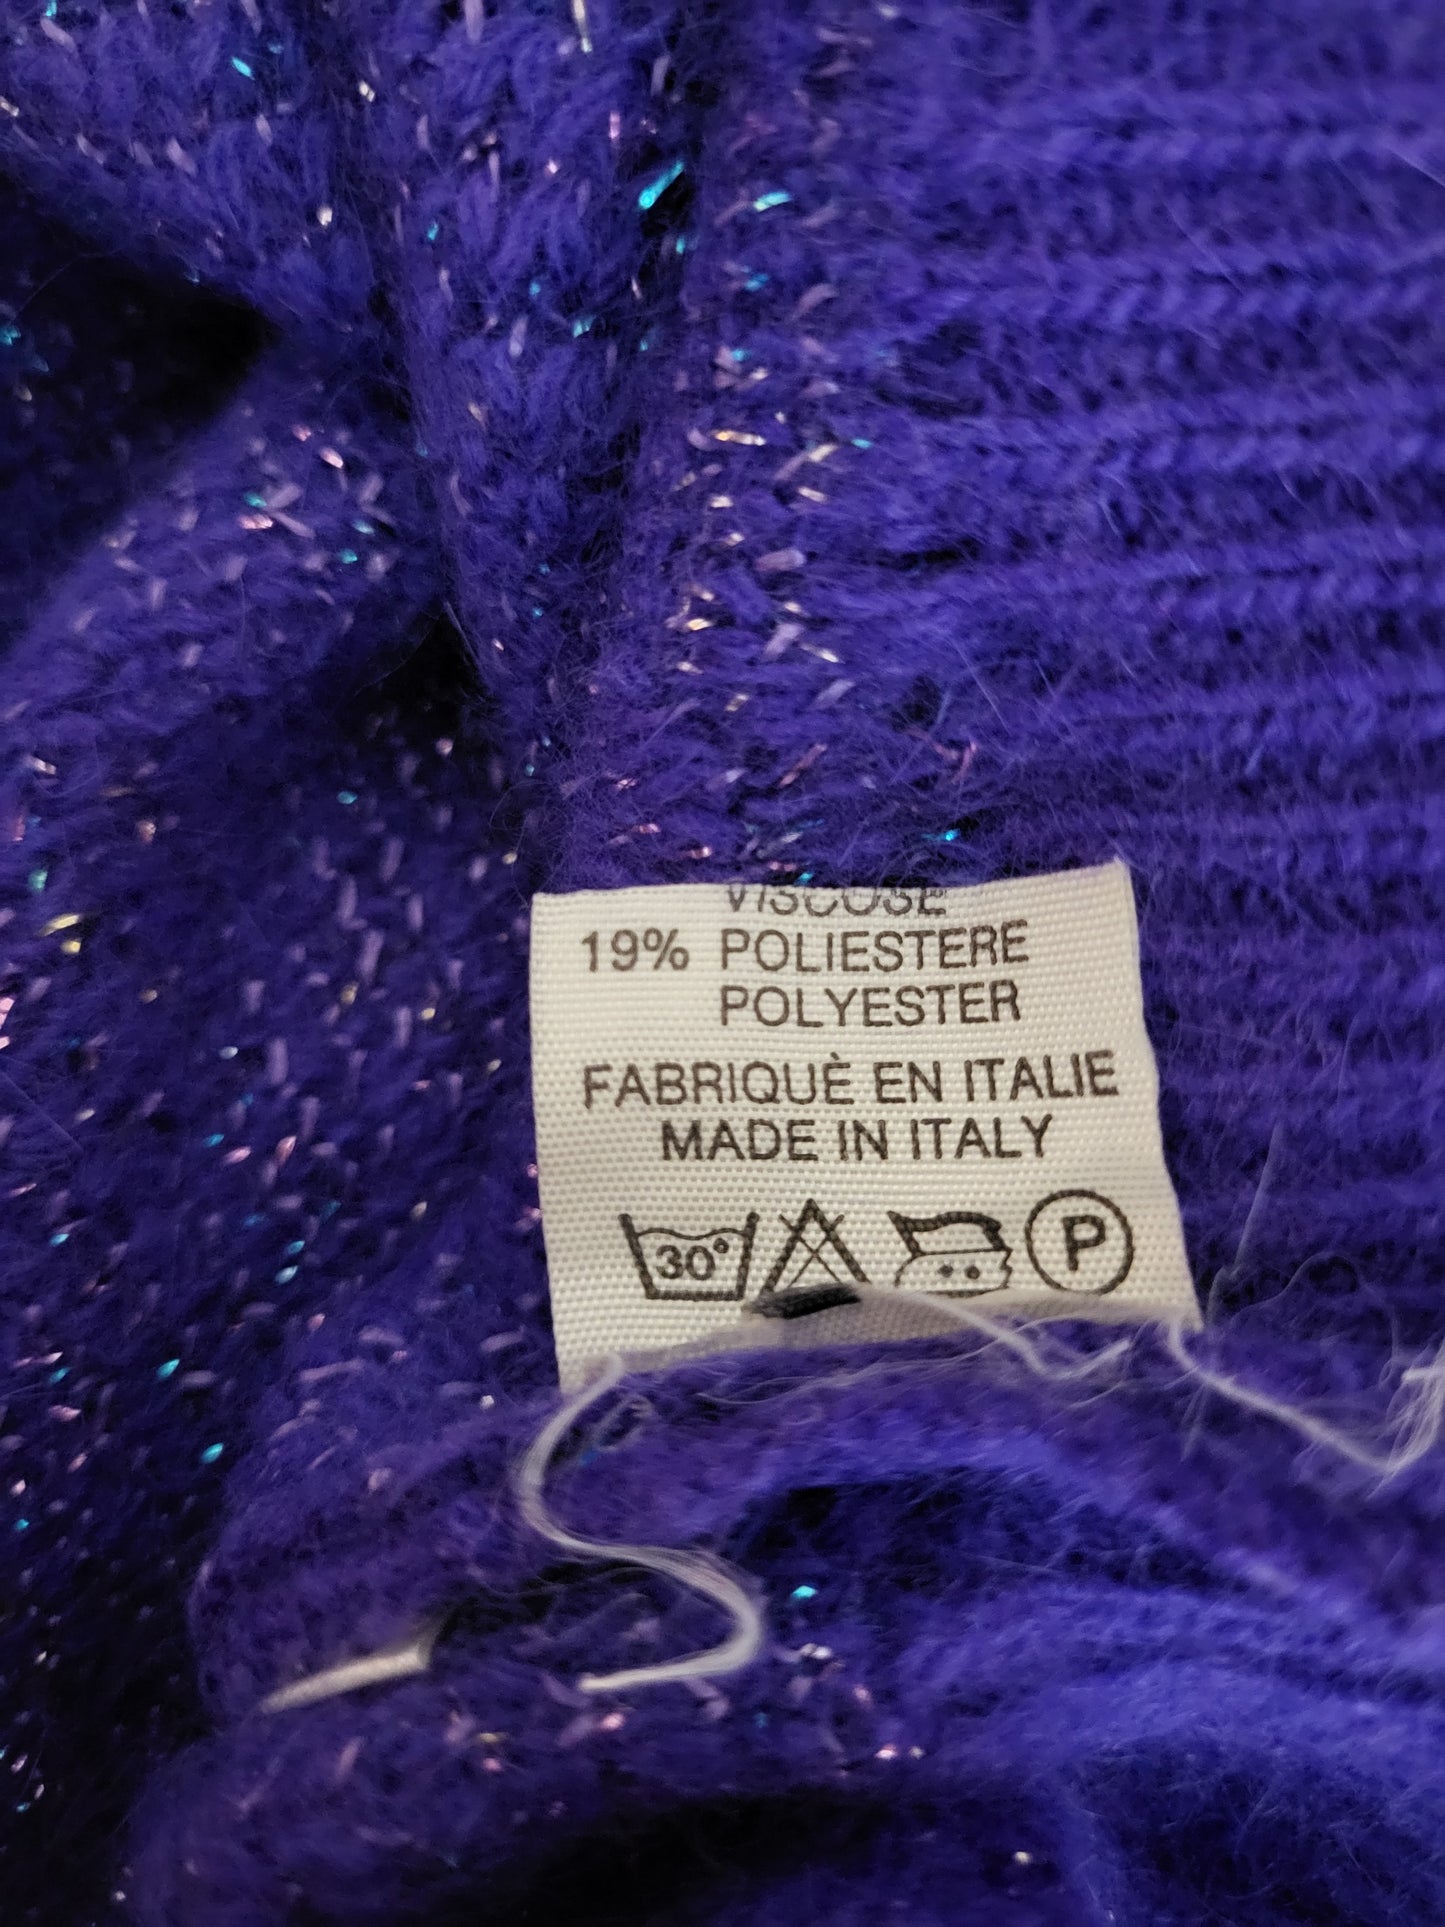 VISCOSE
19% POLIESTERE
POLYESTER
FABRIQUÈ EN ITALIE
MADE IN ITALY
30° P